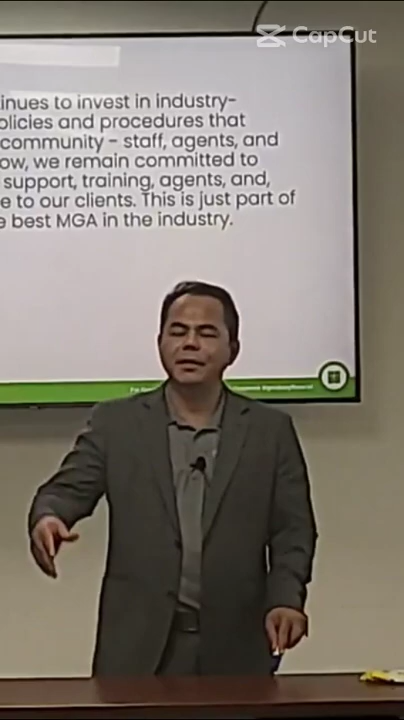 CapCut
inues to invest in industry-
olicies and procedures that
community - staff, agents, and
ow, we remain committed to
support, training, agents, and,
e to our clients. This is just part of
e best MGA in the industry.